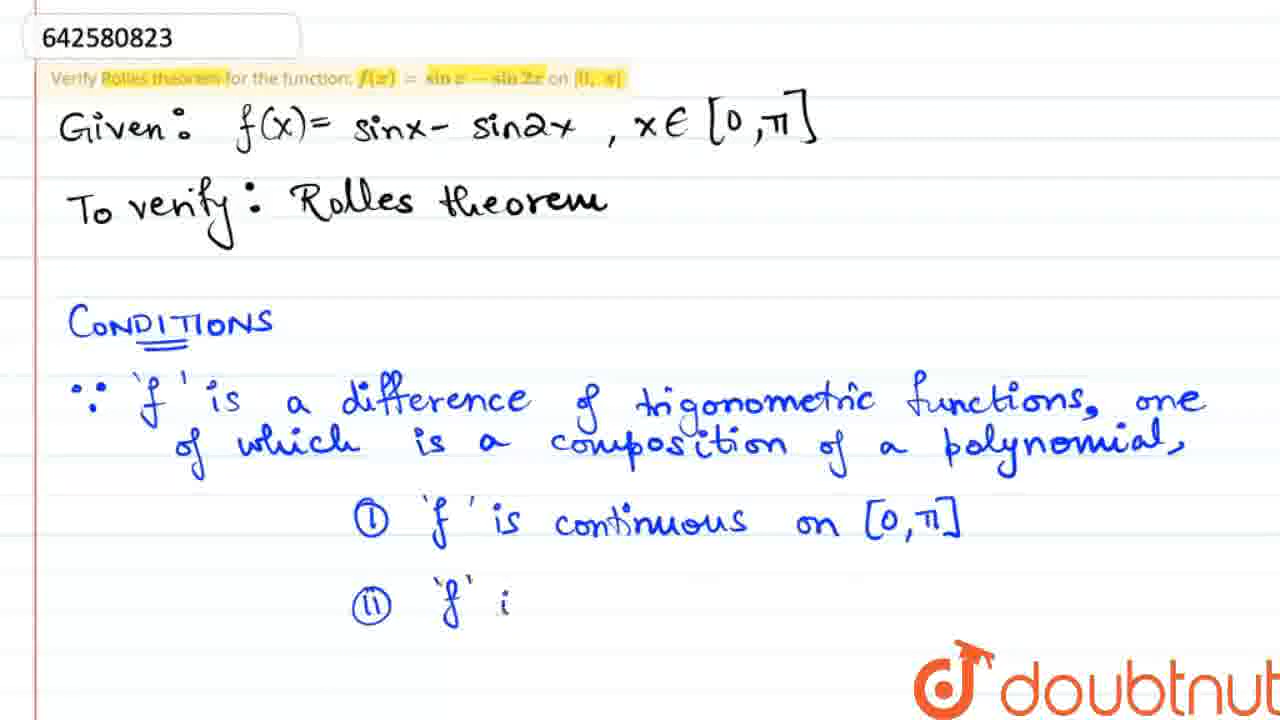 642580823
Verify Rolles theorem for the function: f(x) = sin x − sin 2x on [0, π]
Given: f(x)= sinx- sin2x , x∈ [0,π]
To verify: Rolles theorem
CONDITIONS
∵ 'f' is a difference of trigonometric functions, one
of which is a composition of a polynomial,
(i) 'f' is continuous on [0,π]
(ii) 'f' i
doubtnut